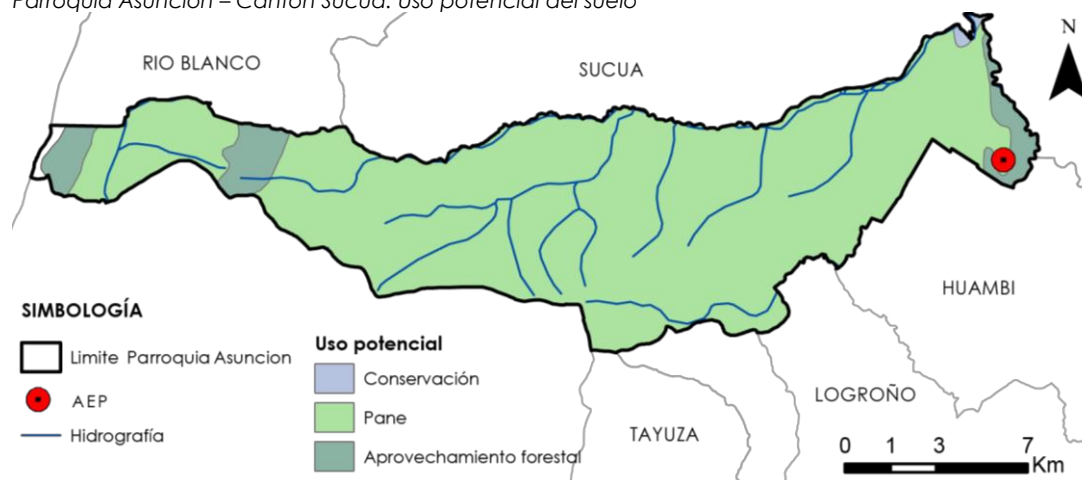 Parroquia Asunción – Cantón Sucúa. Uso potencial del suelo
RIO BLANCO
SUCUA
N
HUAMBI
LOGROÑO
TAYUZA
SIMBOLOGÍA
Limite Parroquia Asuncion
AEP
Hidrografía
Uso potencial
Conservación
Pane
Aprovechamiento forestal
0 1 3 7
Km